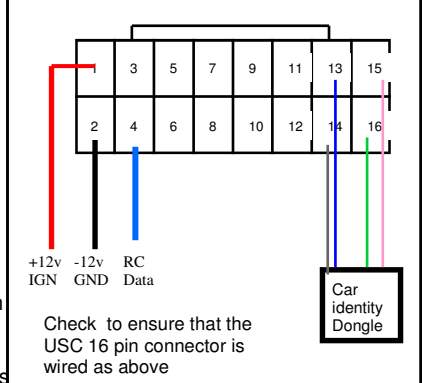 1 3 5 7 9 11 13 15
2 4 6 8 10 12 14 16
+12v -12v RC
IGN GND Data
Car
identity
Dongle
Check to ensure that the
USC 16 pin connector is
wired as above